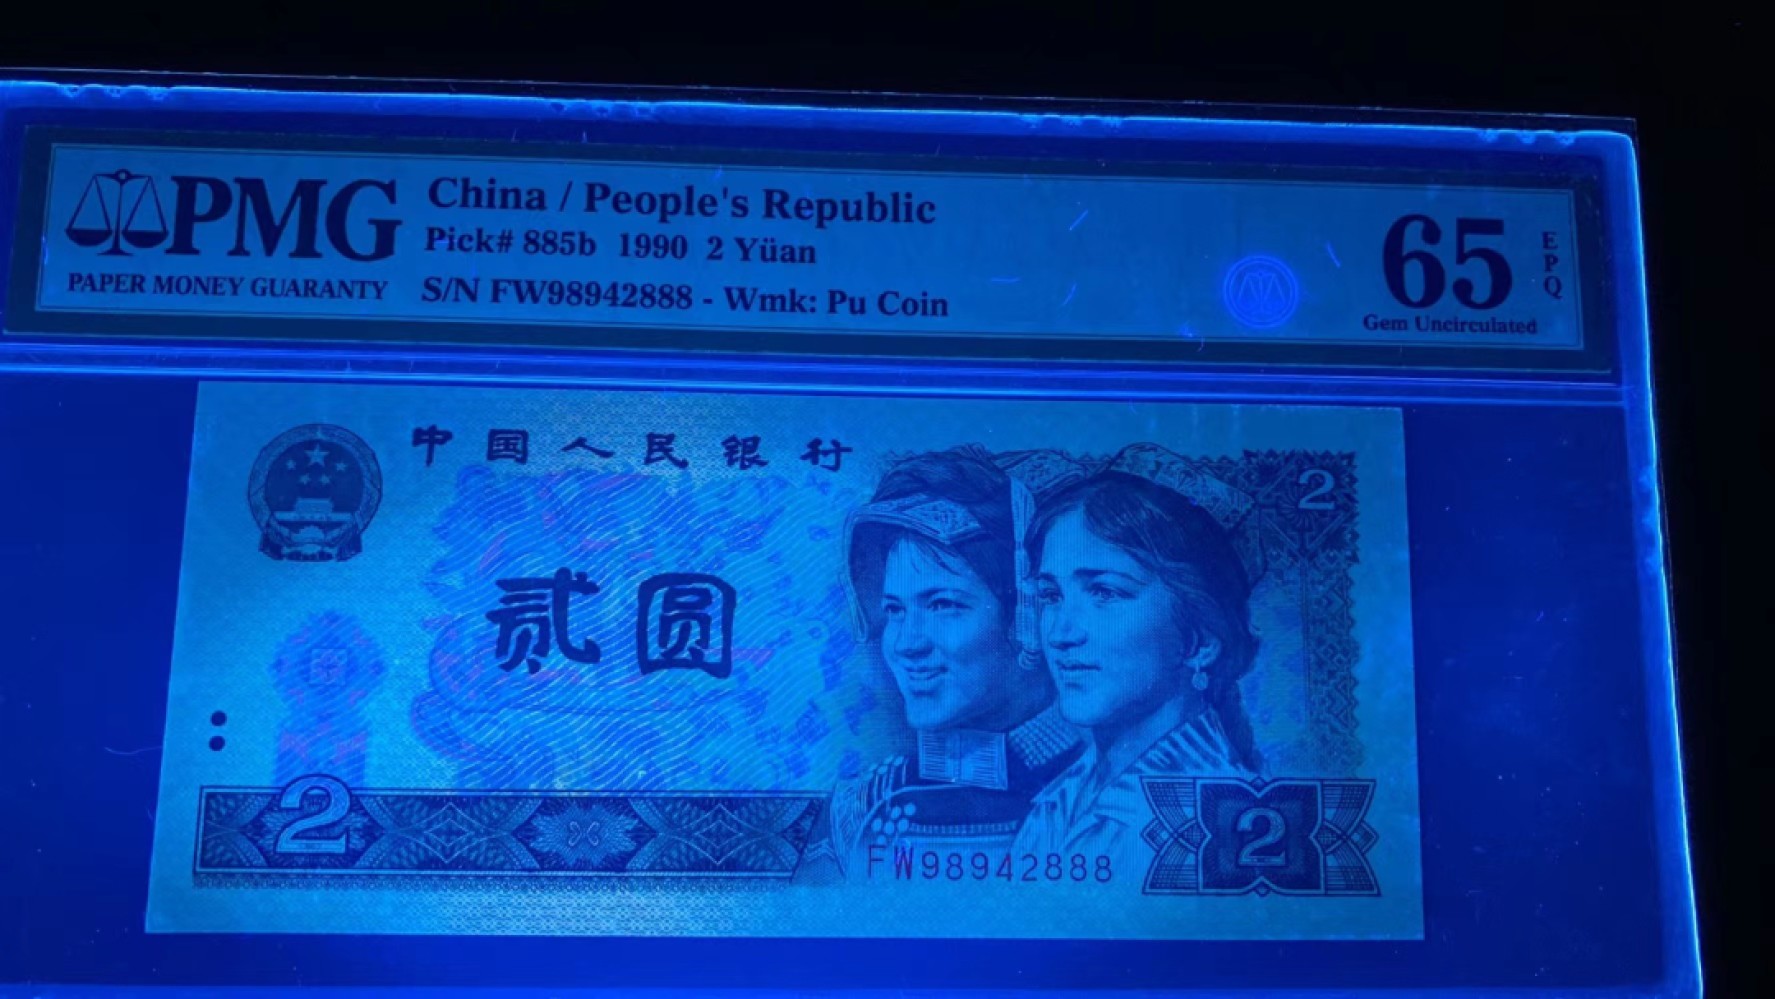 PMG
PAPER MONEY GUARANTY
China / People's Republic
Pick# 885b 1990 2 Yüan
S/N FW98942888 - Wmk: Pu Coin
65
EPQ
Gem Uncirculated
中国人民银行
2
贰圆
2
FW98942888
2